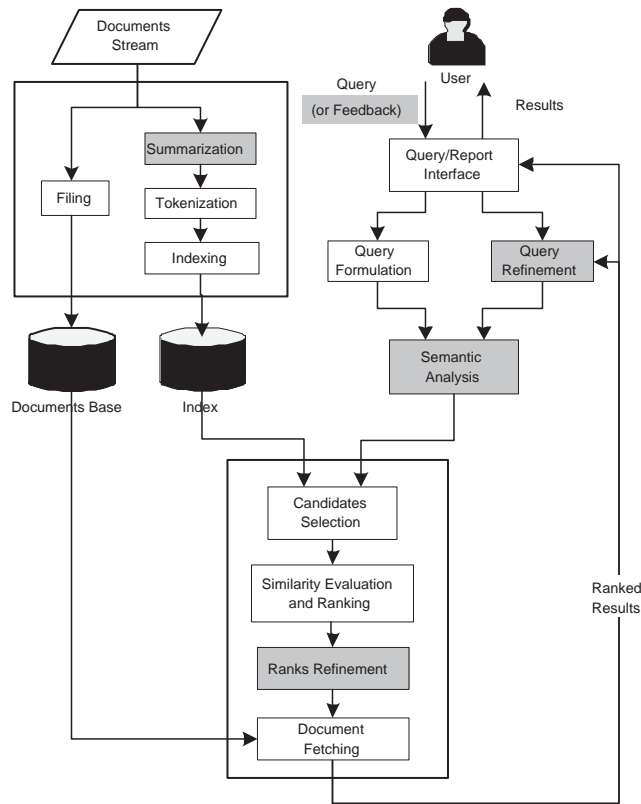 Documents
Stream
Query
(or Feedback)
User
Results
Summarization
Query/Report
Interface
Filing
Tokenization
Indexing
Query
Formulation
Query
Refinement
Semantic
Analysis
Documents Base
Index
Candidates
Selection
Similarity Evaluation
and Ranking
Ranked
Results
Ranks Refinement
Document
Fetching